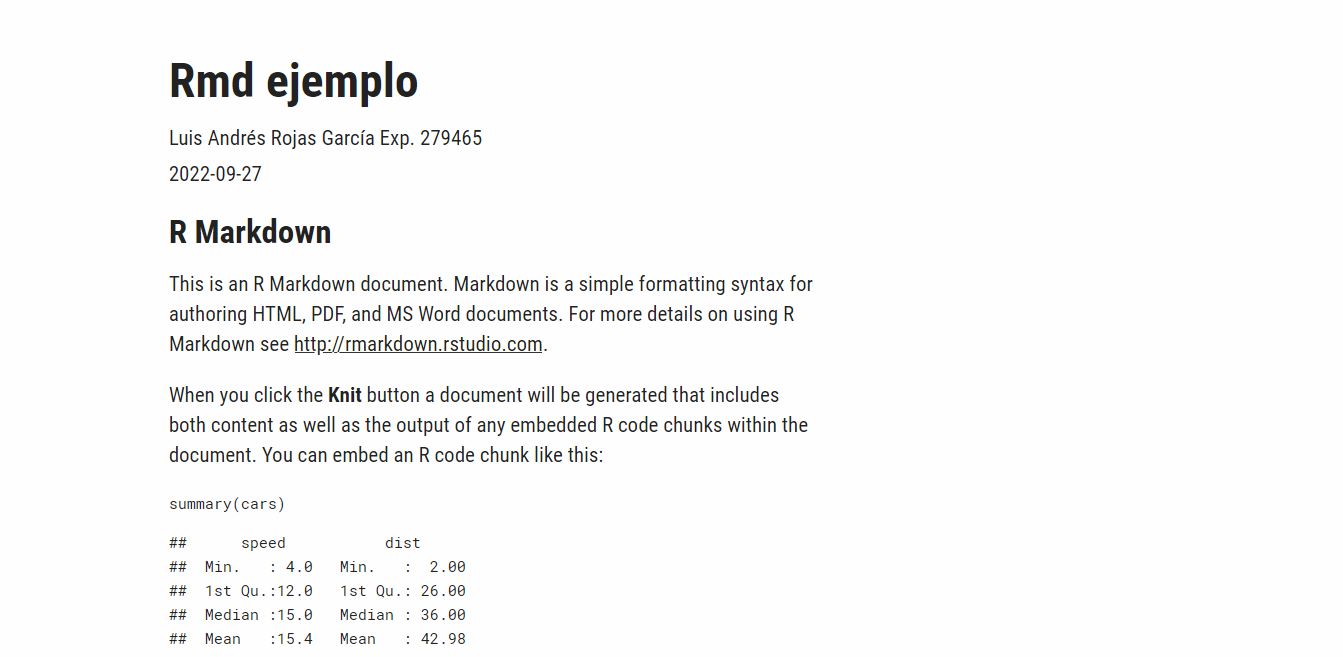 Rmd ejemplo
Luis Andrés Rojas García Exp. 279465
2022-09-27
R Markdown
This is an R Markdown document. Markdown is a simple formatting syntax for
authoring HTML, PDF, and MS Word documents. For more details on using R
Markdown see http://rmarkdown.rstudio.com.
When you click the Knit button a document will be generated that includes
both content as well as the output of any embedded R code chunks within the
document. You can embed an R code chunk like this:
summary(cars)
##      speed           dist
##  Min.   : 4.0   Min.   :  2.00
##  1st Qu.:12.0   1st Qu.: 26.00
##  Median :15.0   Median : 36.00
##  Mean   :15.4   Mean   : 42.98